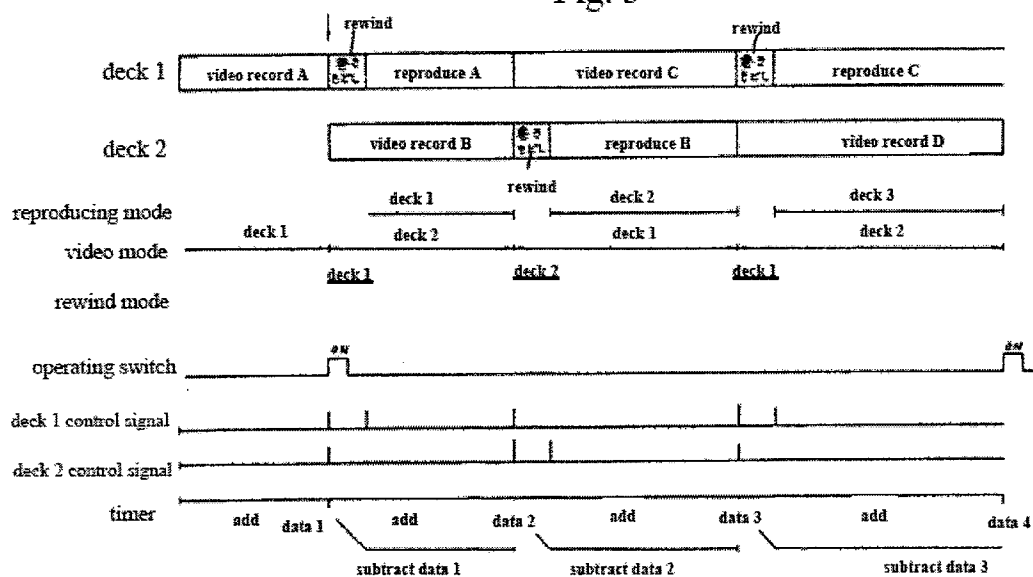 Fig.
rewind
rewind
deck 1
video record A
reproduce A
video record C
reproduce C
deck 2
video record B
reproduce B
video record D
rewind
reproducing mode
deck 1
deck 2
deck 3
video mode
deck 1
deck 2
deck 1
deck 2
rewind mode
deck 1
deck 2
deck 1
operating switch
ON
ON
deck 1 control signal
deck 2 control signal
timer
add
data 1
add
data 2
add
data 3
add
data 4
subtract data 1
subtract data 2
subtract data 3